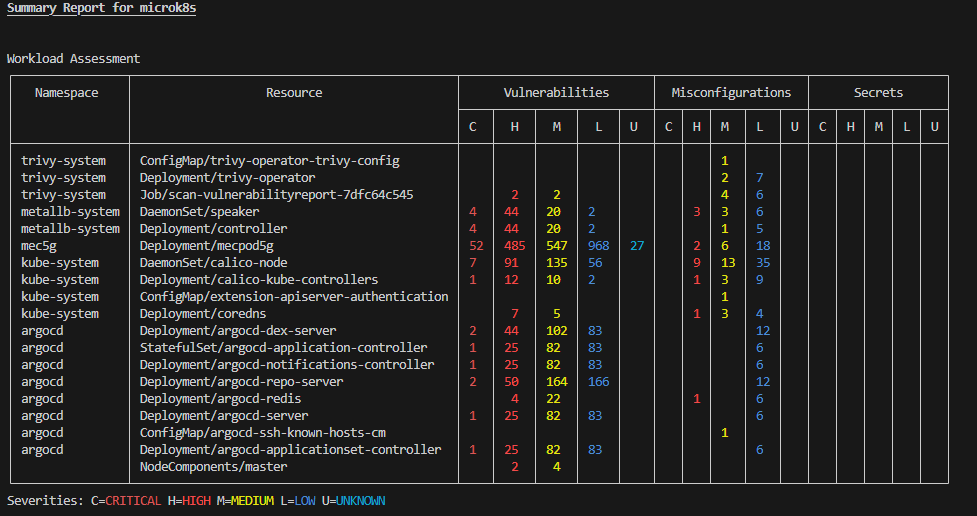 Summary Report for microk8s
Workload Assessment
Namespace Resource Vulnerabilities Misconfigurations Secrets
C H M L U C H M L U C H M L U
trivy-system ConfigMap/trivy-operator-trivy-config 1
trivy-system Deployment/trivy-operator 2 7
trivy-system Job/scan-vulnerabilityreport-7dfc64c545 2 2 4 6
metallb-system DaemonSet/speaker 4 44 20 2 3 3 6
metallb-system Deployment/controller 4 44 20 2 1 5
mec5g Deployment/mecpod5g 52 485 547 968 27 2 6 18
kube-system DaemonSet/calico-node 7 91 135 56 9 13 35
kube-system Deployment/calico-kube-controllers 1 12 10 2 1 3 9
kube-system ConfigMap/extension-apiserver-authentication 1
kube-system Deployment/coredns 7 5 1 3 4
argocd Deployment/argocd-dex-server 2 44 102 83 12
argocd StatefulSet/argocd-application-controller 1 25 82 83 6
argocd Deployment/argocd-notifications-controller 1 25 82 83 6
argocd Deployment/argocd-repo-server 2 50 164 166 12
argocd Deployment/argocd-redis 4 22 1 6
argocd Deployment/argocd-server 1 25 82 83 6
argocd ConfigMap/argocd-ssh-known-hosts-cm 1
argocd Deployment/argocd-applicationset-controller 1 25 82 83 6
NodeComponents/master 2 4
Severities: C=CRITICAL H=HIGH M=MEDIUM L=LOW U=UNKNOWN